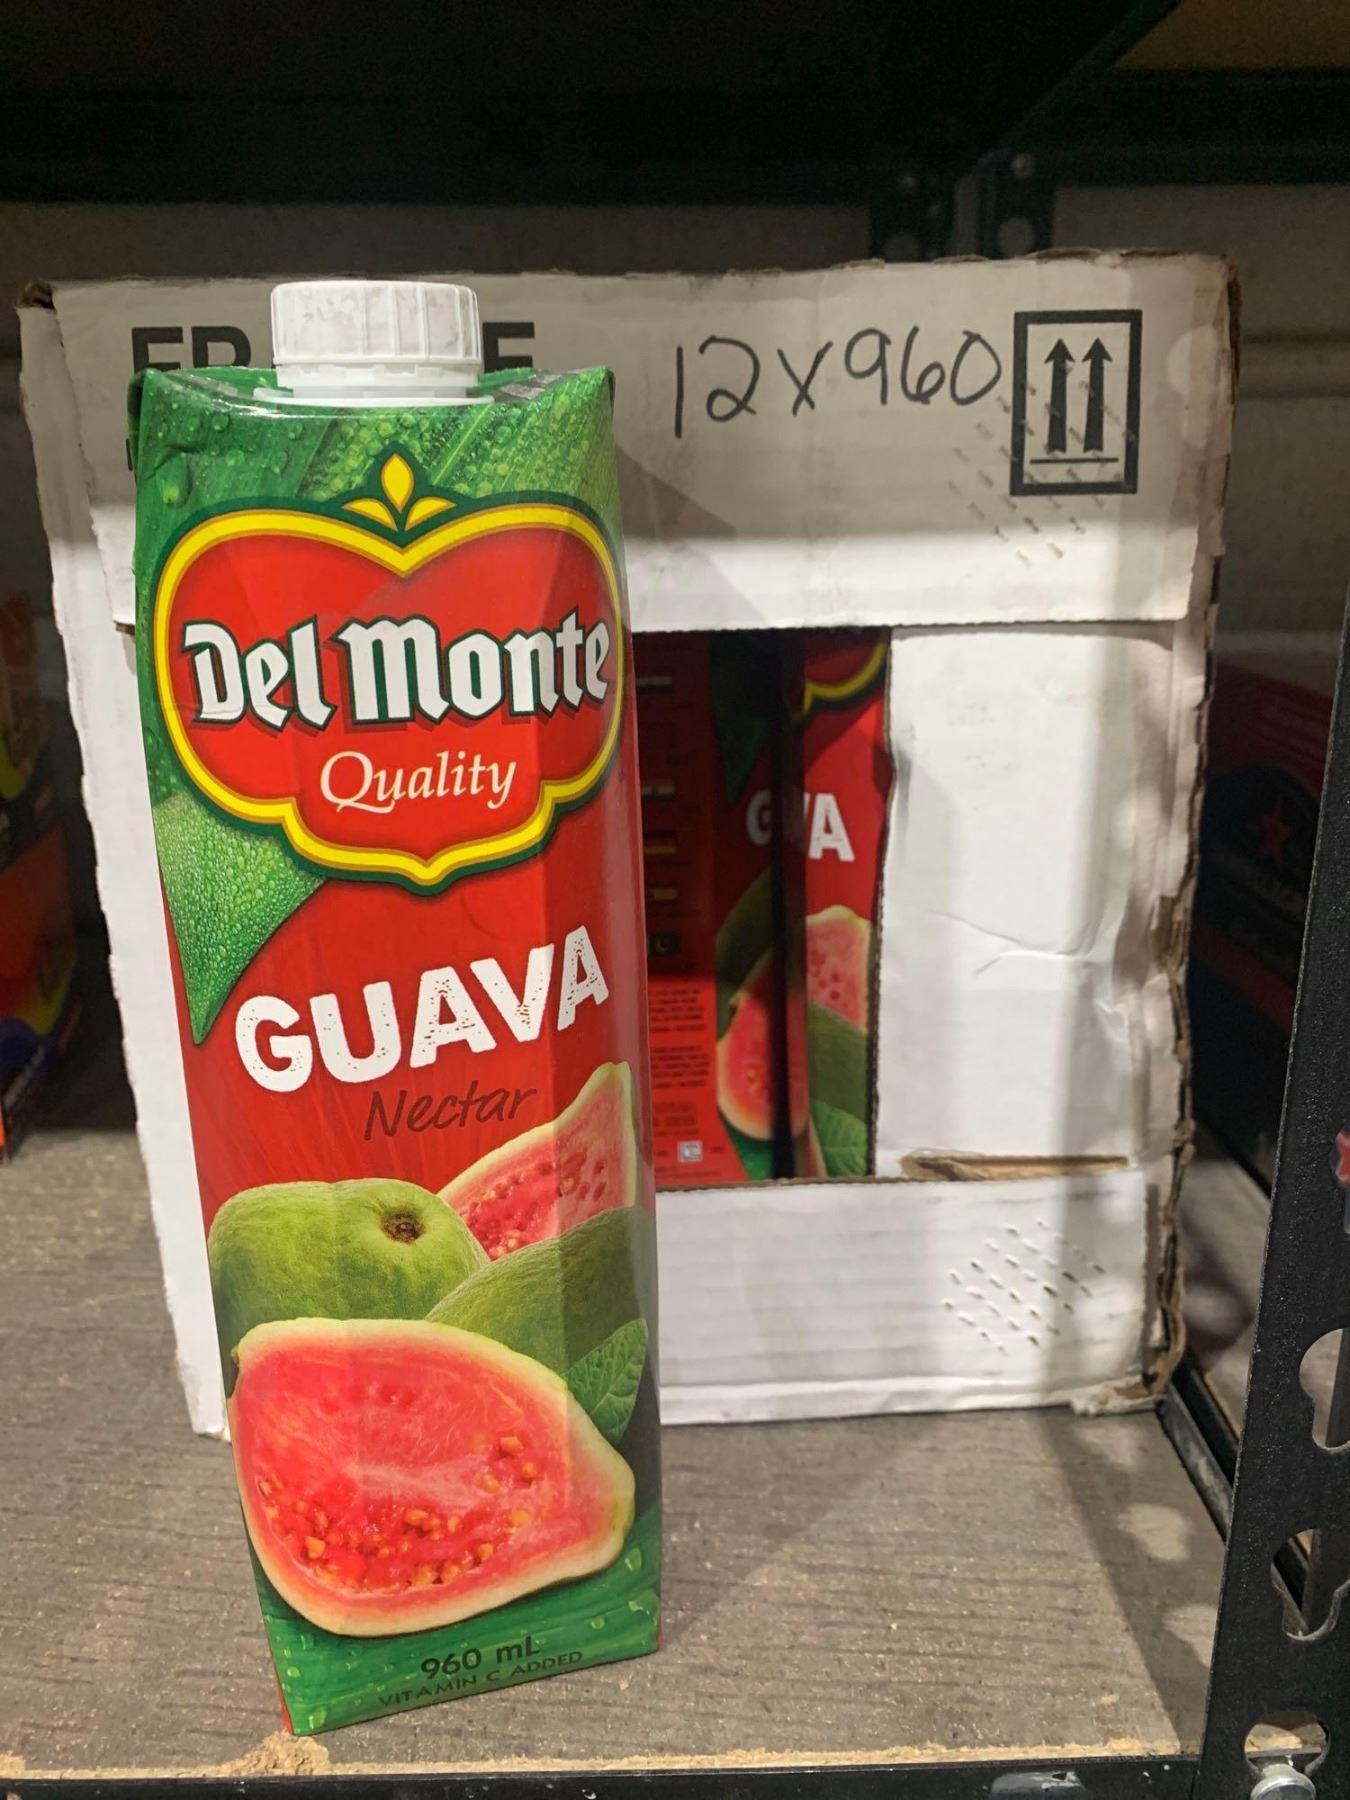 12x960
Del Monte
Quality
GUAVA
Nectar
960 mL
VITAMIN C ADDED